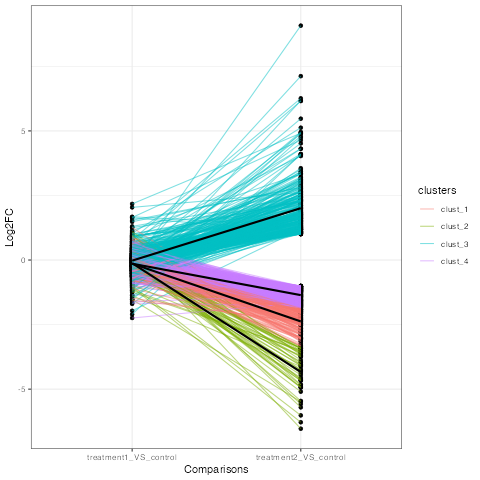 Log2FC
5
0
-5
treatment1_VS_control
treatment2_VS_control
Comparisons
clusters
clust_1
clust_2
clust_3
clust_4